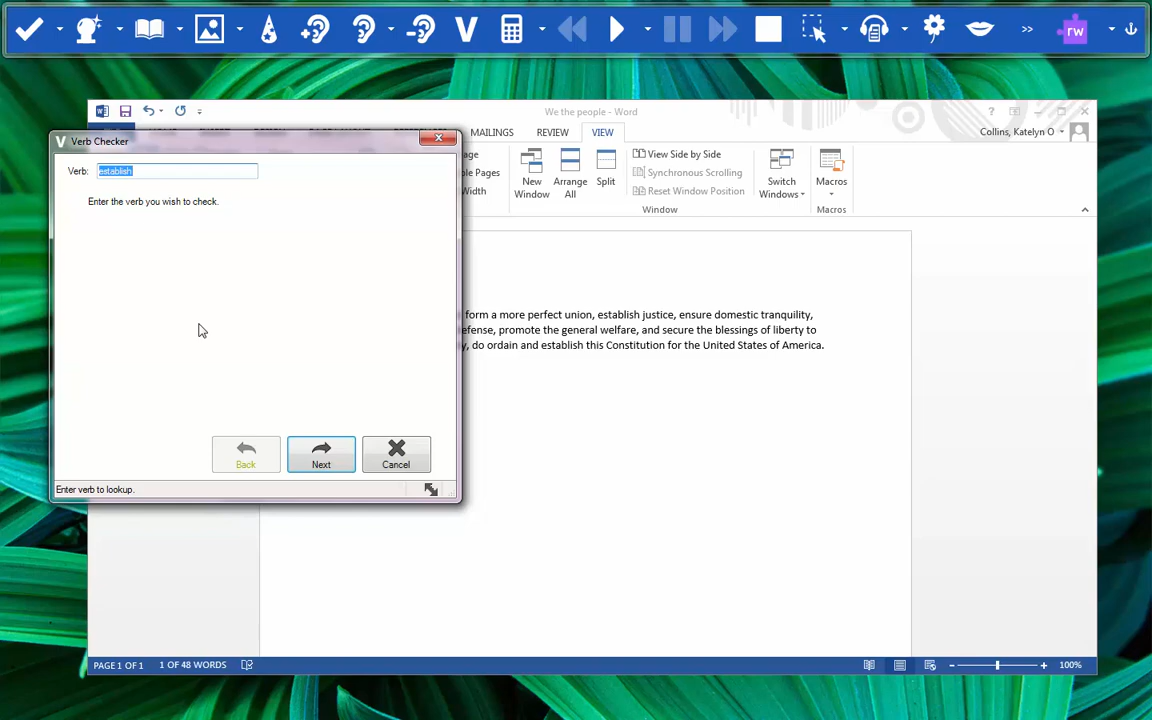 V
rw
We the people - Word
Collins, Katelyn O
MAILINGS REVIEW VIEW
V Verb Checker
Verb: establish
Enter the verb you wish to check.
Back Next Cancel
Enter verb to lookup.
New Window
Arrange All
Split
View Side by Side
Synchronous Scrolling
Reset Window Position
Switch Windows
Macros
Window
Macros
Width
form a more perfect union, establish justice, ensure domestic tranquility,
efense, promote the general welfare, and secure the blessings of liberty to
y, do ordain and establish this Constitution for the United States of America.
PAGE 1 OF 1 1 OF 48 WORDS 100%